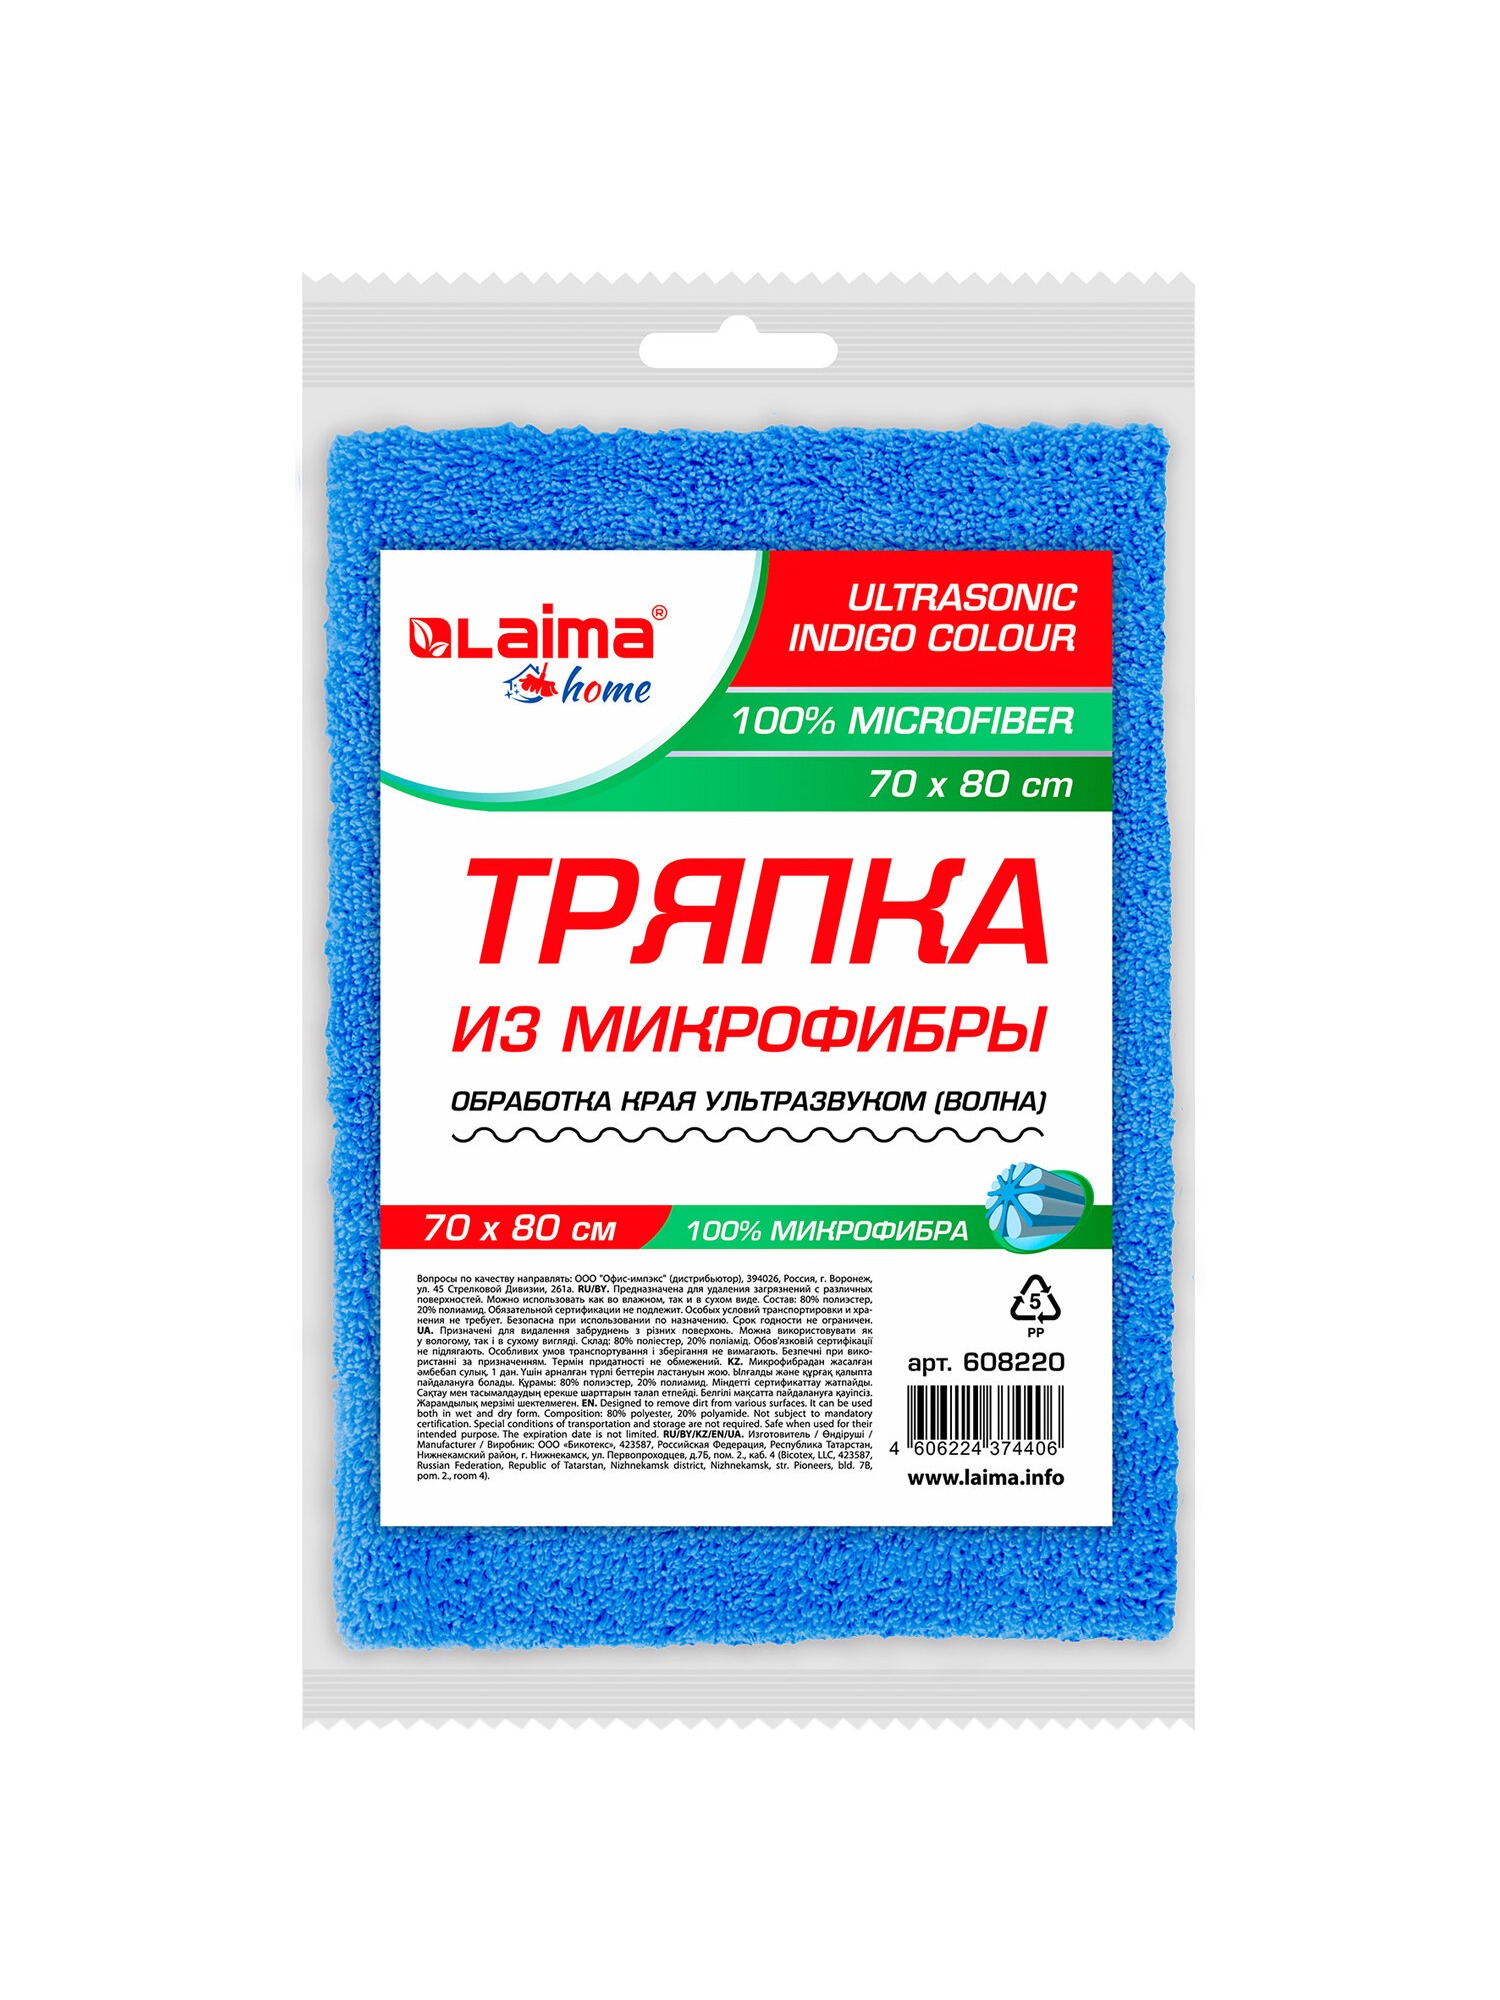 Laima®
home
ULTRASONIC
INDIGO COLOUR
100% MICROFIBER
70 x 80 cm
ТРЯПКА
ИЗ МИКРОФИБРЫ
ОБРАБОТКА КРАЯ УЛЬТРАЗВУКОМ (ВОЛНА)
70 x 80 см
100% МИКРОФИБРА
Вопросы по качеству направлять: ООО "Офис-импэкс" (дистрибьютор), 394026, Россия, г. Воронеж,
ул. 45 Стрелковой Дивизии, 261а. RU/BY. Предназначена для удаления загрязнений с различных
поверхностей. Можно использовать как во влажном, так и в сухом виде. Состав: 80% полиэстер,
20% полиамид. Обязательной сертификации не подлежит. Особых условий транспортировки и хра-
нения не требует. Безопасна при использовании по назначению. Срок годности не ограничен.
UA. Призначені для видалення забруднень з різних поверхонь. Можна використовувати як
у вологому, так і в сухому вигляді. Склад: 80% поліестер, 20% поліамід. Обов'язковій сертифікації
не підлягають. Особливих умов транспортування і зберігання не вимагають. Безпечні при вико-
ристанні за призначенням. Термін придатності не обмежений. KZ. Микрофибрадан жасалған
әмбебап сулық, 1 дан. Үшін арналған түрлі беттерін ластануын жою. Ылғалды және құрғақ қалыпта
пайдалануға болады. Құрамы: 80% полиэстер, 20% полиамид. Міндетті сертификаттау жатпайды.
Сақтау мен тасымалдаудың ерекше шарттарын талап етпейді. Белгілі мақсатта пайдалануға қауіпсіз.
Жарамдылық мерзімі шектелмеген. EN. Designed to remove dirt from various surfaces. It can be used
both in wet and dry form. Composition: 80% polyester, 20% polyamide. Not subject to mandatory
certification. Special conditions of transportation and storage are not required. Safe when used for their
intended purpose. The expiration date is not limited. RU/BY/KZ/EN/UA. Изготовитель / Өндіруші /
Manufacturer / Виробник: ООО «Бикотекс», 423587, Российская Федерация, Республика Татарстан,
Нижнекамский район, г. Нижнекамск, ул. Первопроходцев, д.7Б, пом. 2., каб. 4 (Bicotex, LLC, 423587,
Russian Federation, Republic of Tatarstan, Nizhnekamsk district, Nizhnekamsk, str. Pioneers, bld. 7B,
pom. 2., room 4).
5
PP
арт. 608220
4 606224 374406
www.laima.info